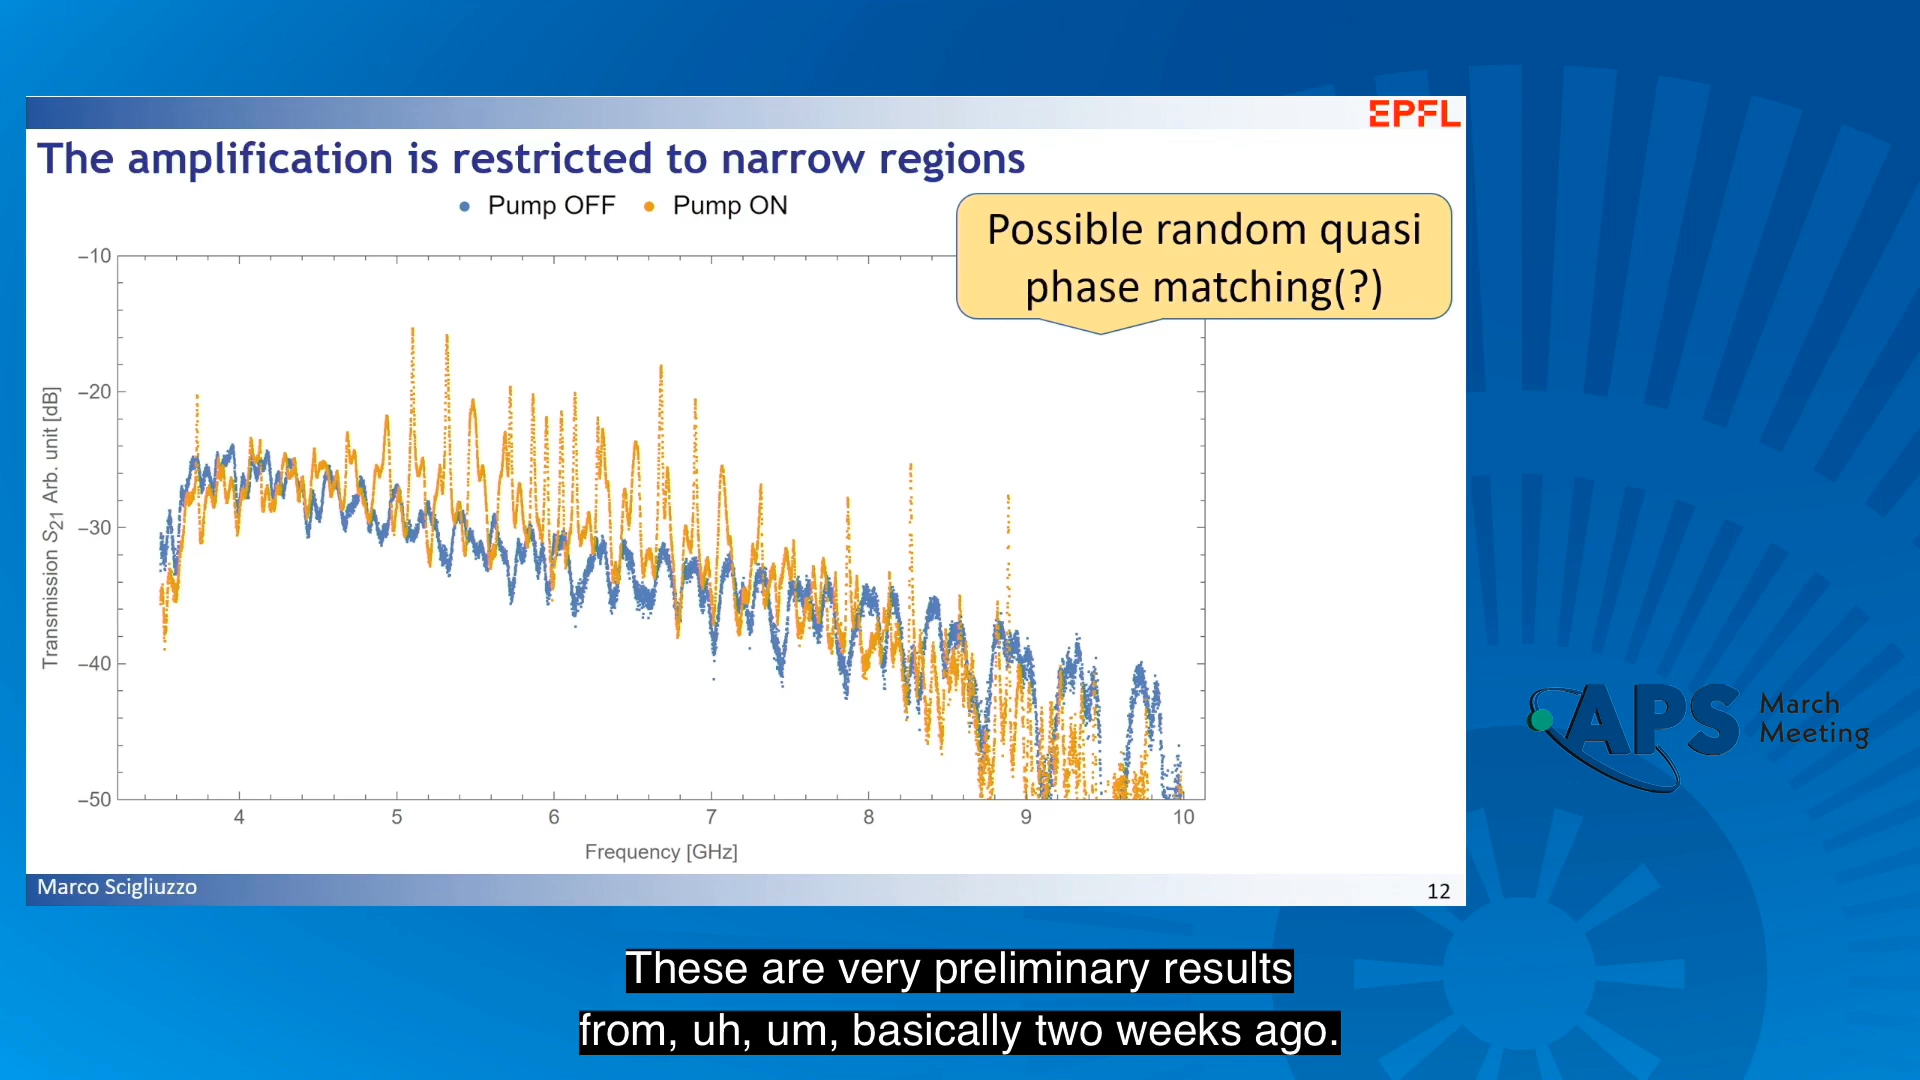 EPFL
The amplification is restricted to narrow regions
Pump OFF
Pump ON
Possible random quasi
phase matching(?)
Transmission S21 Arb. unit [dB]
−10
−20
−30
−40
−50
4
5
6
7
8
9
10
Frequency [GHz]
Marco Scigliuzzo
12
APS
March
Meeting
These are very preliminary results
from, uh, um, basically two weeks ago.